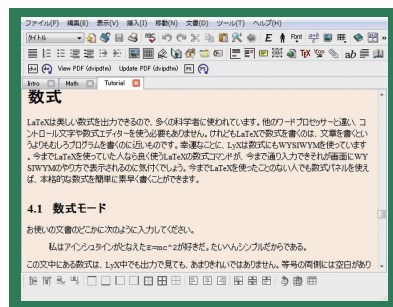 ファイル(F) 編集(E) 表示(V) 挿入(I) 移動(N) 文書(D) ツール(T) ヘルプ(H)
タイトル
View PDF (dvipdfm) Update PDF (dvipdfm)
Intro Math Tutorial
数式
LaTeXは美しい数式を出力できるので、多くの科学者に使われています。他のワードプロセッサーと違い、コ
ントロール文字や数式エディターを使う必要もありません。けれどもLaTeXで数式を書くのは、文章を書くとい
うよりもむしろプログラムを書くのに近いものです。幸運なことに、LyXは数式にもWYSIWYMを使っています
。今までLaTeXを使っていた人なら良く使うLaTeXの数式コマンドが、今まで通り入力でそれが画面にWY
SIWYMのやり方で表示されるのに気付くでしょう。今までLaTeXを使ったことのない人でも数式パネルを使え
ば、本格的な数式を簡単に素早く書くことができます。
4.1 数式モード
お使いの文書のどこかに次のように入力してください。
私はアインシュタインがとなえたE=mc^2が好きだ。たいへんシンプルだからである。
この文中にある数式は、LyX中でも出力で見ても、あまりきれいではありません。等号の両側には空白があり